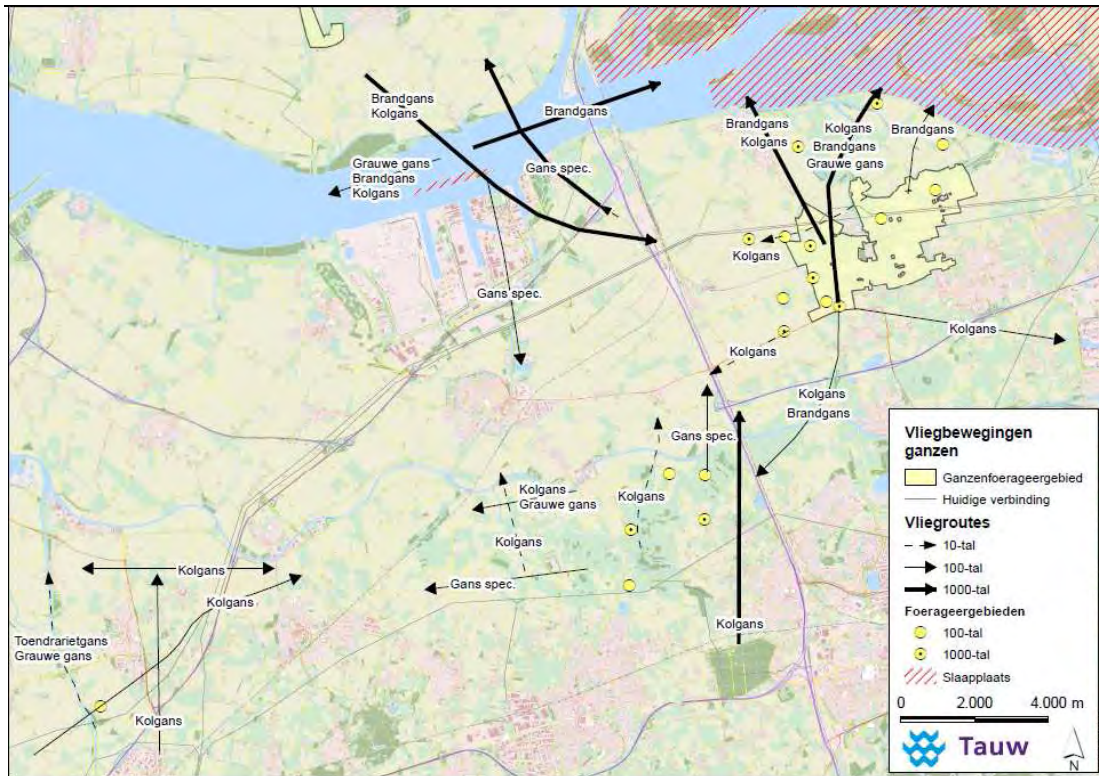 Brandgans
Kolgans
Brandgans
Grauwe gans
Brandgans
Kolgans
Gans spec.
Brandgans
Kolgans
Kolgans
Brandgans
Grauwe gans
Brandgans
Kolgans
Gans spec.
Kolgans
Kolgans
Kolgans
Brandgans
Gans spec.
Kolgans
Grauwe gans
Kolgans
Kolgans
Gans spec.
Kolgans
Kolgans
Kolgans
Toendrarietgans
Grauwe gans
Kolgans
Vliegbewegingen
ganzen
Ganzenfoerageergebied
Huidige verbinding
Vliegroutes
10-tal
100-tal
1000-tal
Foerageergebieden
100-tal
1000-tal
Slaapplaats
0 2.000 4.000 m
Tauw
N